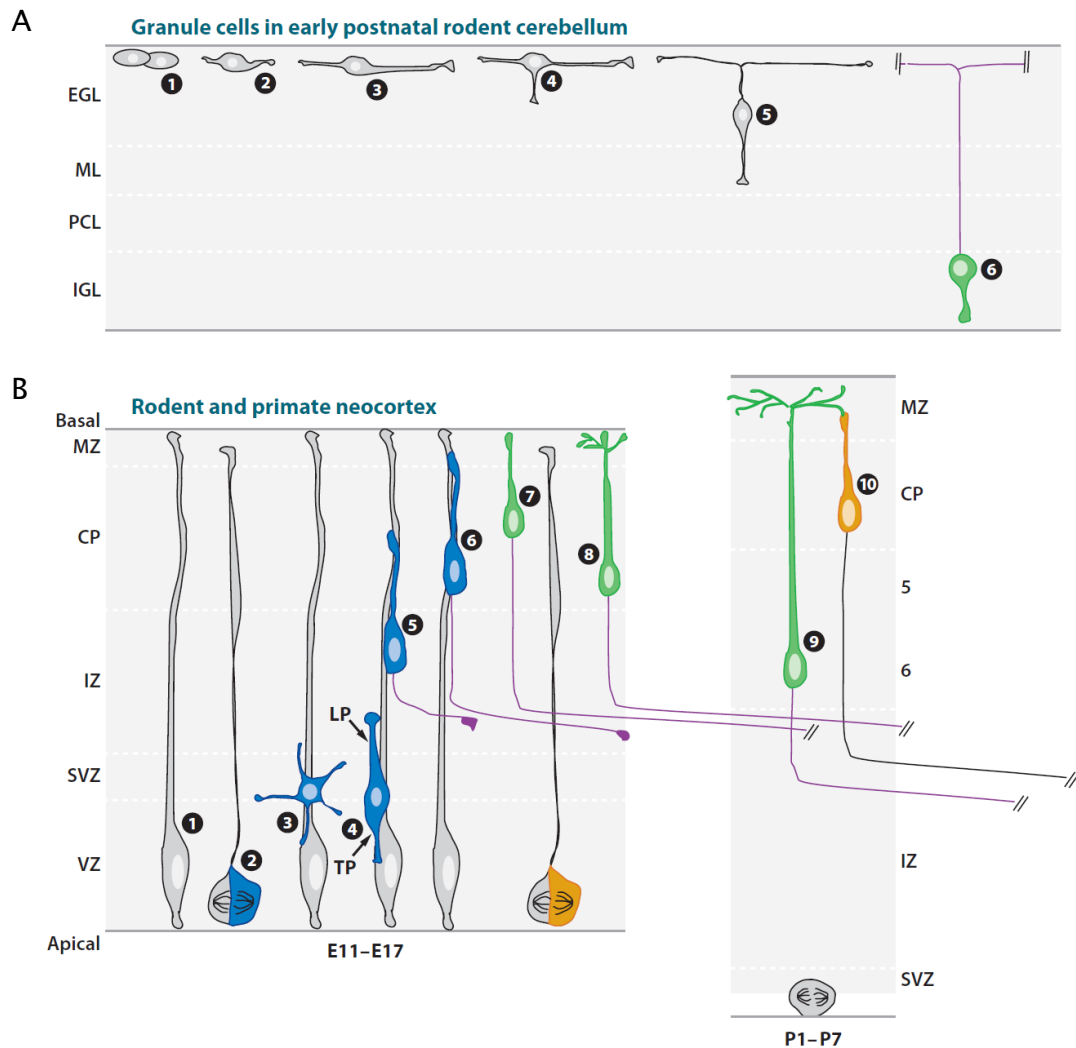 A
Granule cells in early postnatal rodent cerebellum
EGL
ML
PCL
IGL
1
2
3
4
5
6
B
Rodent and primate neocortex
Basal
MZ
CP
IZ
SVZ
VZ
Apical
1
2
3
4
5
6
7
8
LP
TP
E11–E17
9
10
MZ
CP
5
6
IZ
SVZ
P1–P7